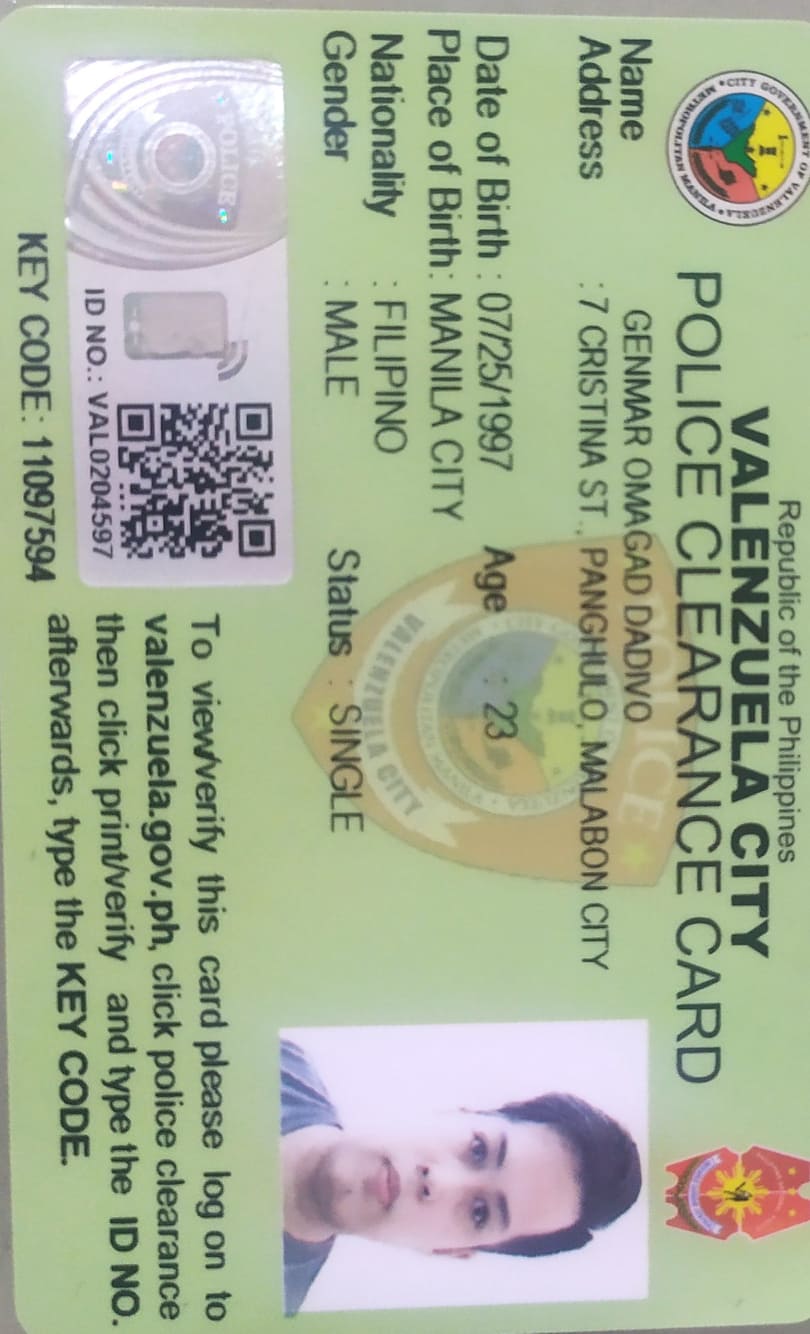 Republic of the Philippines
VALENZUELA CITY
POLICE CLEARANCE CARD
CITY GOVERNMENT OF VALENZUELA
METROPOLITAN MANILA
Name GENMAR OMAGAD DADIVO
Address : 7 CRISTINA ST., PANGHULO, MALABON CITY
Date of Birth : 07/25/1997 Age : 23
Place of Birth : MANILA CITY
Nationality : FILIPINO
Gender : MALE Status : SINGLE
POLICE
VALENZUELA CITY
POLICE
ID NO.: VAL0204597
KEY CODE: 11097594
To view/verify this card please log on to
valenzuela.gov.ph, click police clearance
then click print/verify and type the ID NO.
afterwards, type the KEY CODE.